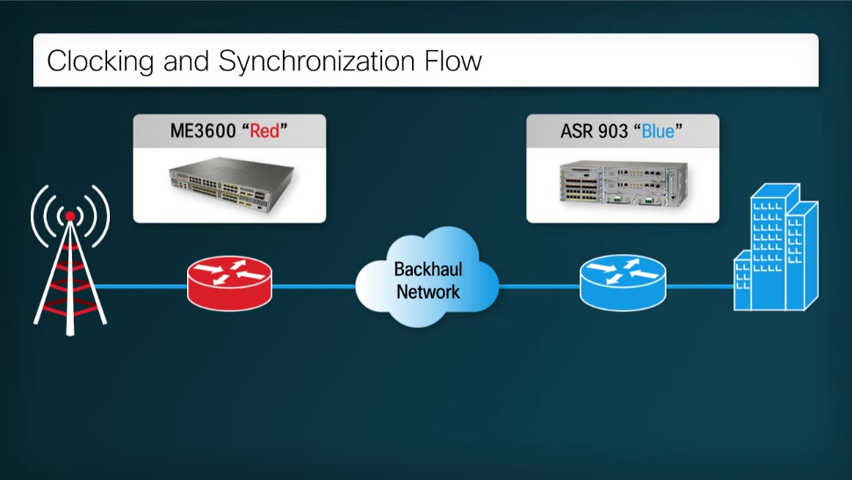 Clocking and Synchronization Flow
ME3600 “Red”
ASR 903 “Blue”
Backhaul
Network